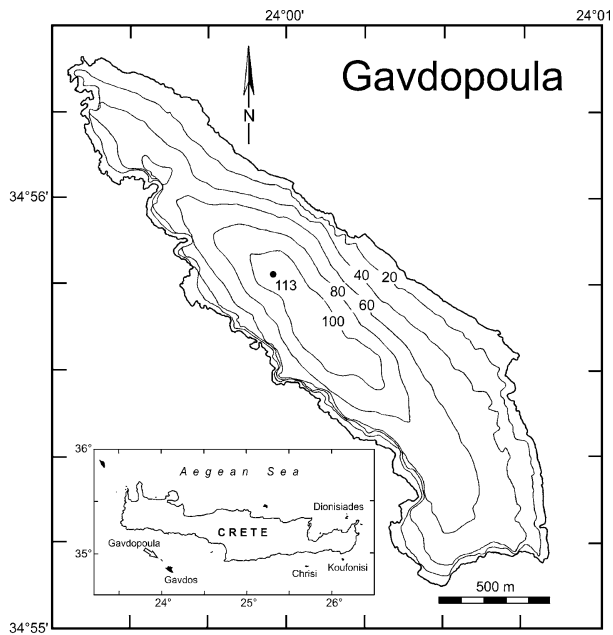 24°00'
24°01'
Gavdopoula
N
34°56'
40
20
113
80
60
100
36°
Aegean Sea
Dionisiades
CRETE
Gavdopoula
35°
Gavdos
Chrisi
Koufonisi
24°
25°
26°
500 m
34°55'